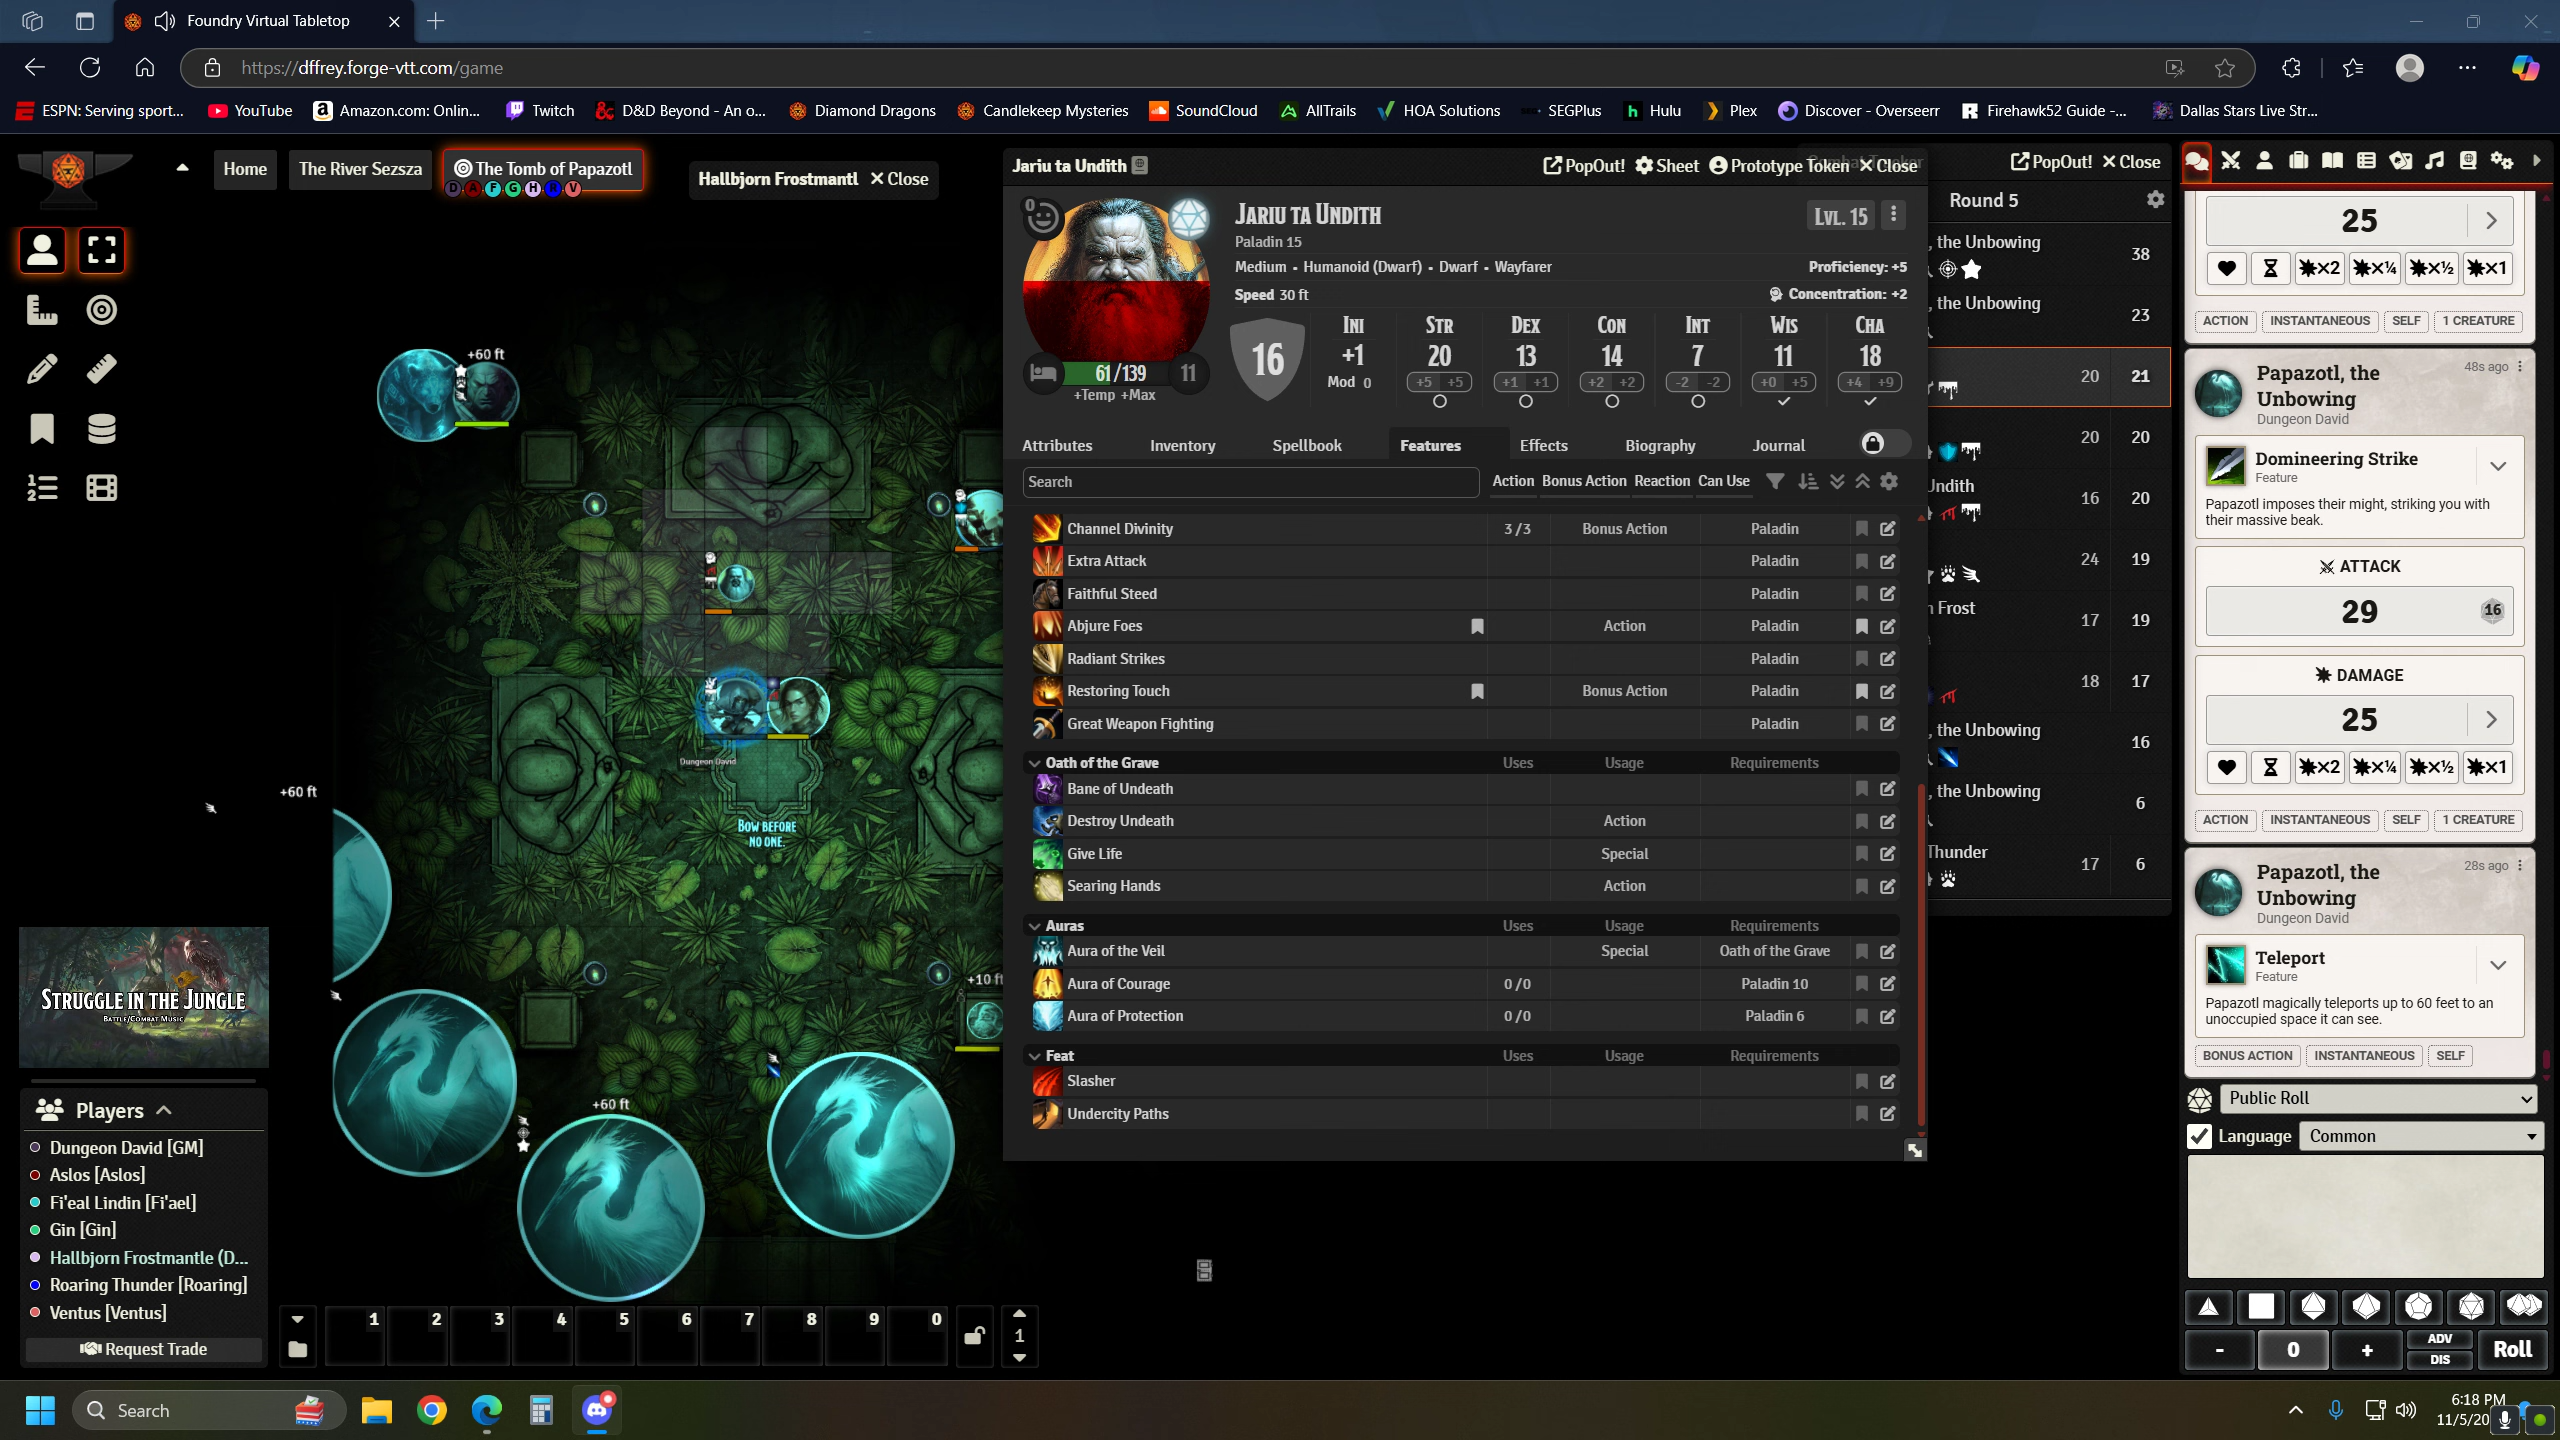 Foundry Virtual Tabletop
https://dffrey.forge-vtt.com/game
ESPN: Serving sport...
YouTube
Amazon.com: Onlin...
Twitch
D&D Beyond - An o...
Diamond Dragons
Candlekeep Mysteries
SoundCloud
AllTrails
HOA Solutions
SEGPlus
Hulu
Plex
Discover - Overseerr
Firehawk52 Guide -...
Dallas Stars Live Str...
Home
The River Sezsza
The Tomb of Papazotl
D A F G H R V
Hallbjorn Frostmantl
Close
Jariu ta Undith
PopOut!
Sheet
Prototype Token
Close
PopOut!
Close
Round 5
0
Jariu ta Undith
Lvl. 15
Paladin 15
Medium • Humanoid (Dwarf) • Dwarf • Wayfarer
Proficiency: +5
Speed 30 ft
Concentration: +2
61 /139
11
+Temp +Max
16
Ini
+1
Mod 0
Str
20
+5 +5
Dex
13
+1 +1
Con
14
+2 +2
Int
7
-2 -2
Wis
11
+0 +5
Cha
18
+4 +9
Attributes
Inventory
Spellbook
Features
Effects
Biography
Journal
Search
Action
Bonus Action
Reaction
Can Use
Channel Divinity 3 /3 Bonus Action Paladin
Extra Attack Paladin
Faithful Steed Paladin
Abjure Foes Action Paladin
Radiant Strikes Paladin
Restoring Touch Bonus Action Paladin
Great Weapon Fighting Paladin
Oath of the Grave Uses Usage Requirements
Bane of Undeath
Destroy Undeath Action
Give Life Special
Searing Hands Action
Auras Uses Usage Requirements
Aura of the Veil Special Oath of the Grave
Aura of Courage 0 /0 Paladin 10
Aura of Protection 0 /0 Paladin 6
Feat Uses Usage Requirements
Slasher
Undercity Paths
, the Unbowing 38
, the Unbowing 23
20 21
20 20
Undith 16 20
24 19
n Frost 17 19
18 17
, the Unbowing 16
, the Unbowing 6
Thunder 17 6
+60 ft
+60 ft
+60 ft
+10 ft
Dungeon David
Bow before
no one.
Struggle in the Jungle
Battle/Combat Music
Players
Dungeon David [GM]
Aslos [Aslos]
Fi'eal Lindin [Fi'ael]
Gin [Gin]
Hallbjorn Frostmantle (D...
Roaring Thunder [Roaring]
Ventus [Ventus]
Request Trade
1 2 3 4 5 6 7 8 9 0
1
25
×2 ×¼ ×½ ×1
ACTION INSTANTANEOUS SELF 1 CREATURE
Papazotl, the
Unbowing
48s ago
Dungeon David
Domineering Strike
Feature
Papazotl imposes their might, striking you with
their massive beak.
ATTACK
29
16
DAMAGE
25
×2 ×¼ ×½ ×1
ACTION INSTANTANEOUS SELF 1 CREATURE
Papazotl, the
Unbowing
28s ago
Dungeon David
Teleport
Feature
Papazotl magically teleports up to 60 feet to an
unoccupied space it can see.
BONUS ACTION INSTANTANEOUS SELF
Public Roll
Language
Common
- 0 +
ADV
DIS
Roll
Search
6:18 PM
11/5/20